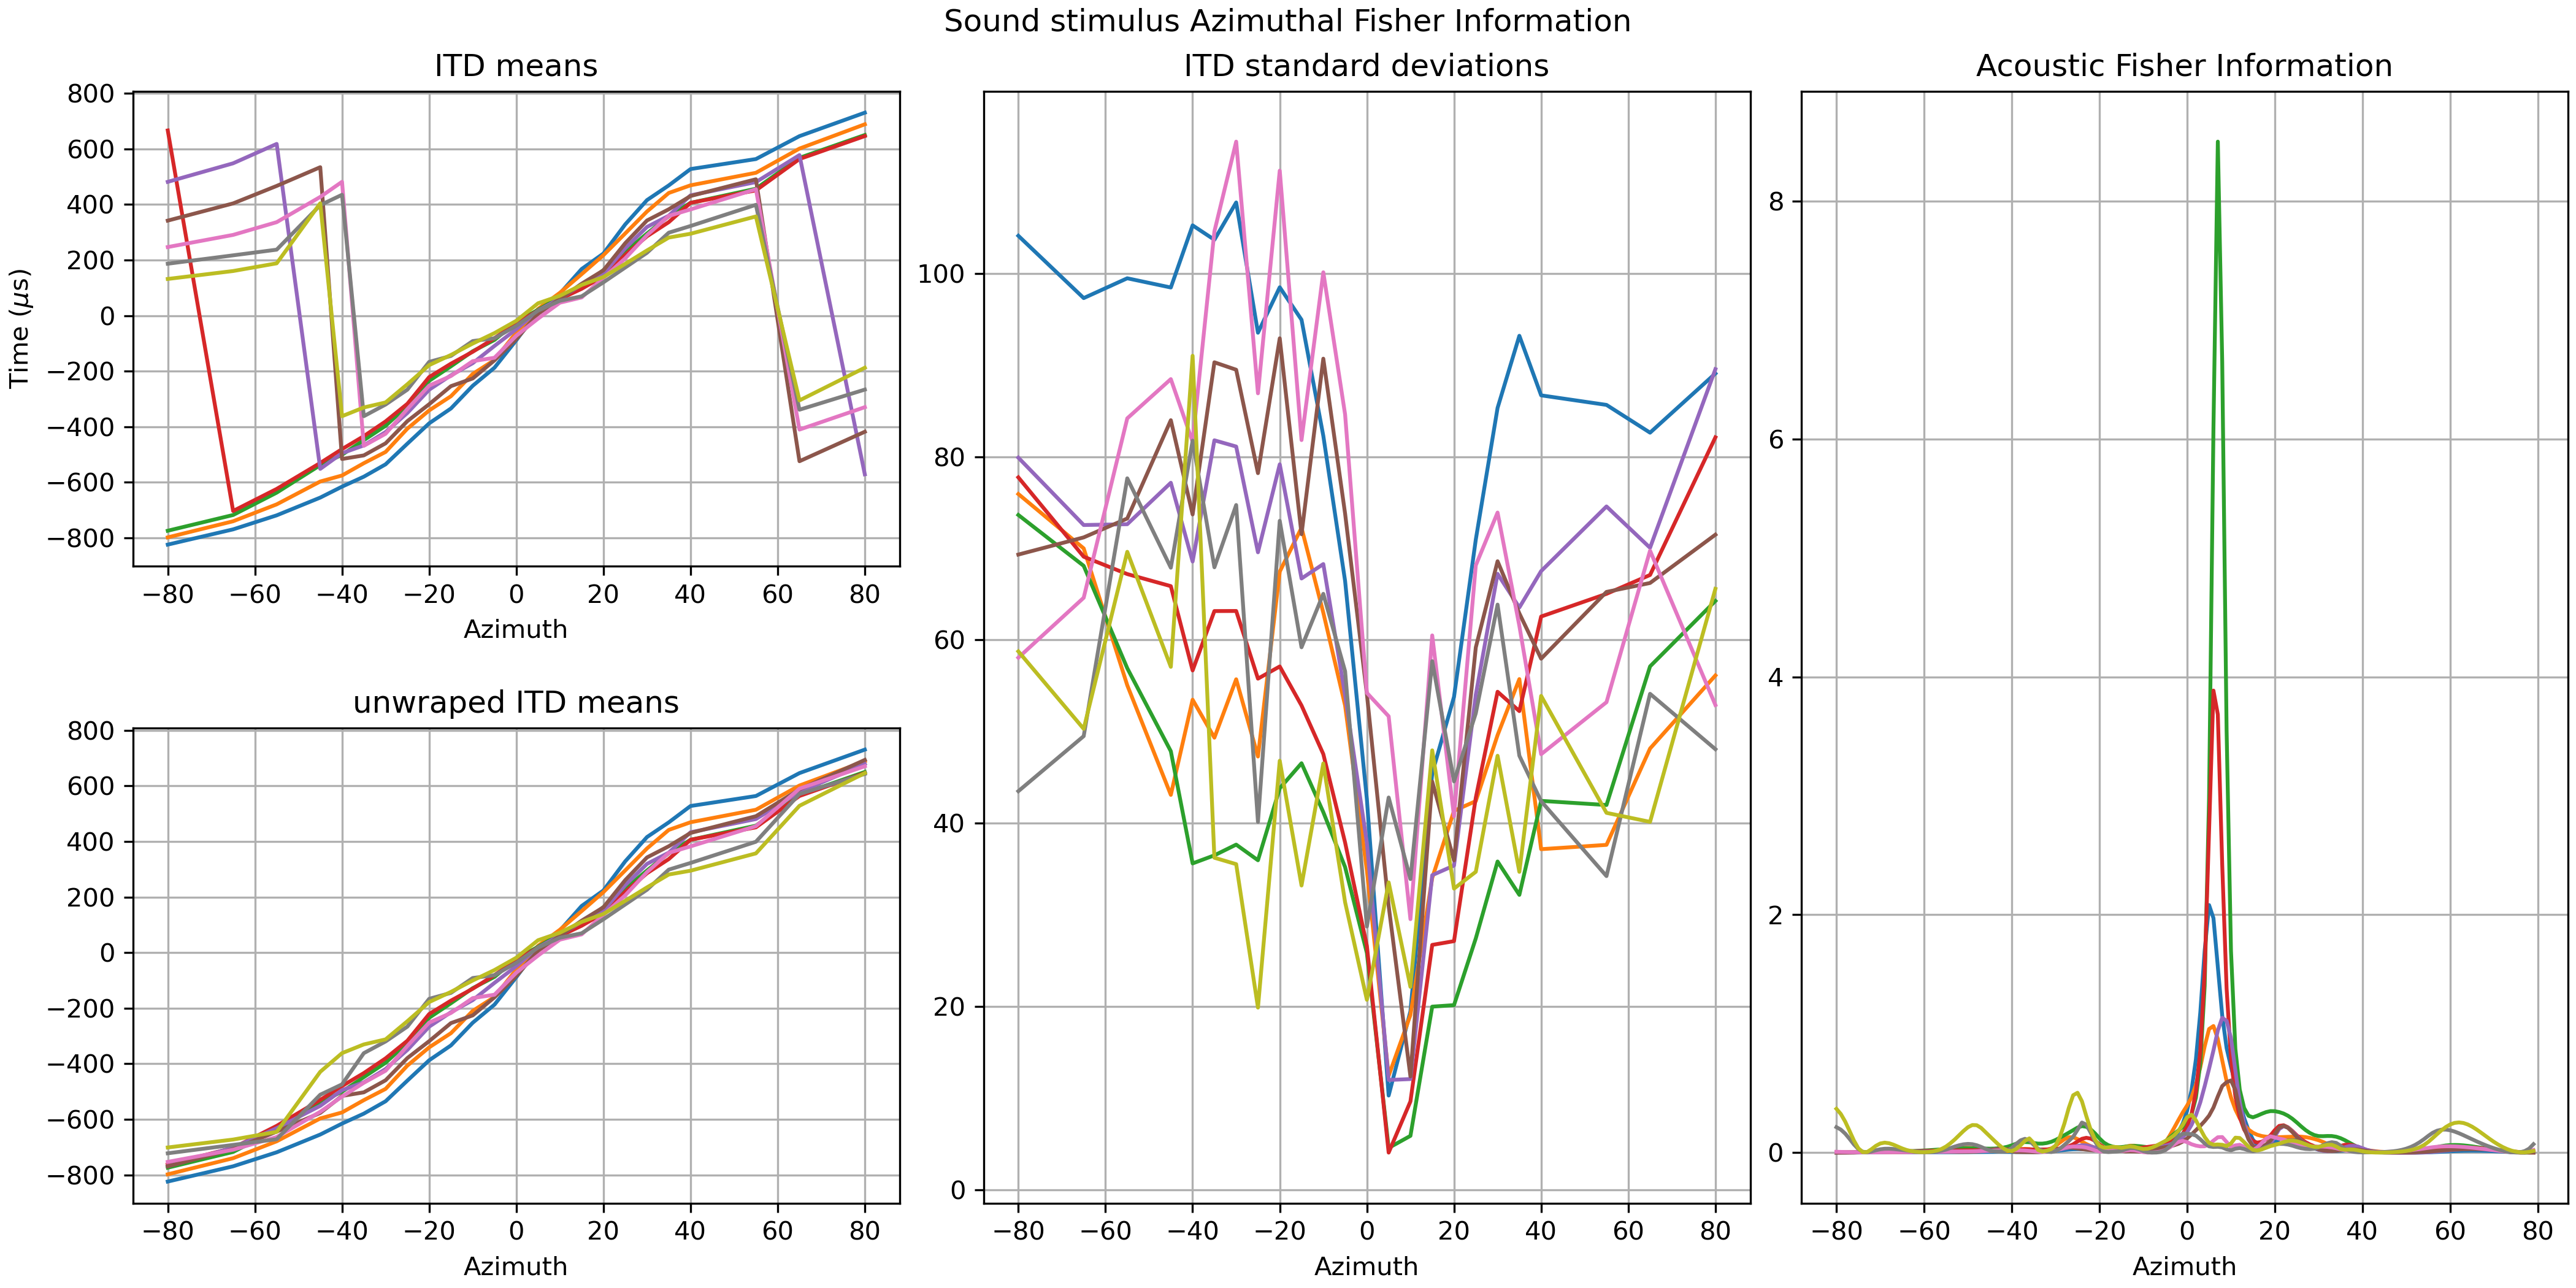 Sound stimulus Azimuthal Fisher Information
ITD means
800
600
400
200
0
−200
−400
−600
−800
Time (μs)
−80 −60 −40 −20 0 20 40 60 80
Azimuth
unwraped ITD means
800
600
400
200
0
−200
−400
−600
−800
−80 −60 −40 −20 0 20 40 60 80
Azimuth
ITD standard deviations
100
80
60
40
20
0
−80 −60 −40 −20 0 20 40 60 80
Azimuth
Acoustic Fisher Information
8
6
4
2
0
−80 −60 −40 −20 0 20 40 60 80
Azimuth